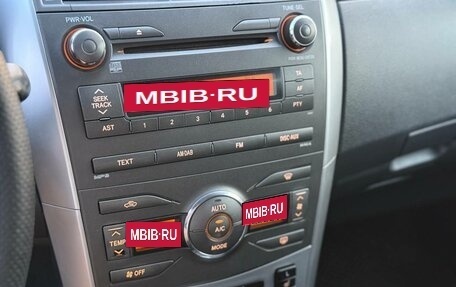 PWR·VOL
TUNE·SEL
SEEK
TRACK
MBIB·RU
TA
AF
AST
1 2 3 4 5 6
PTY
TEXT
AM·DAB
FM
DISC·AUX
AUTO
A/C
MODE
TEMP
MBIB·RU
MBIB·RU
OFF